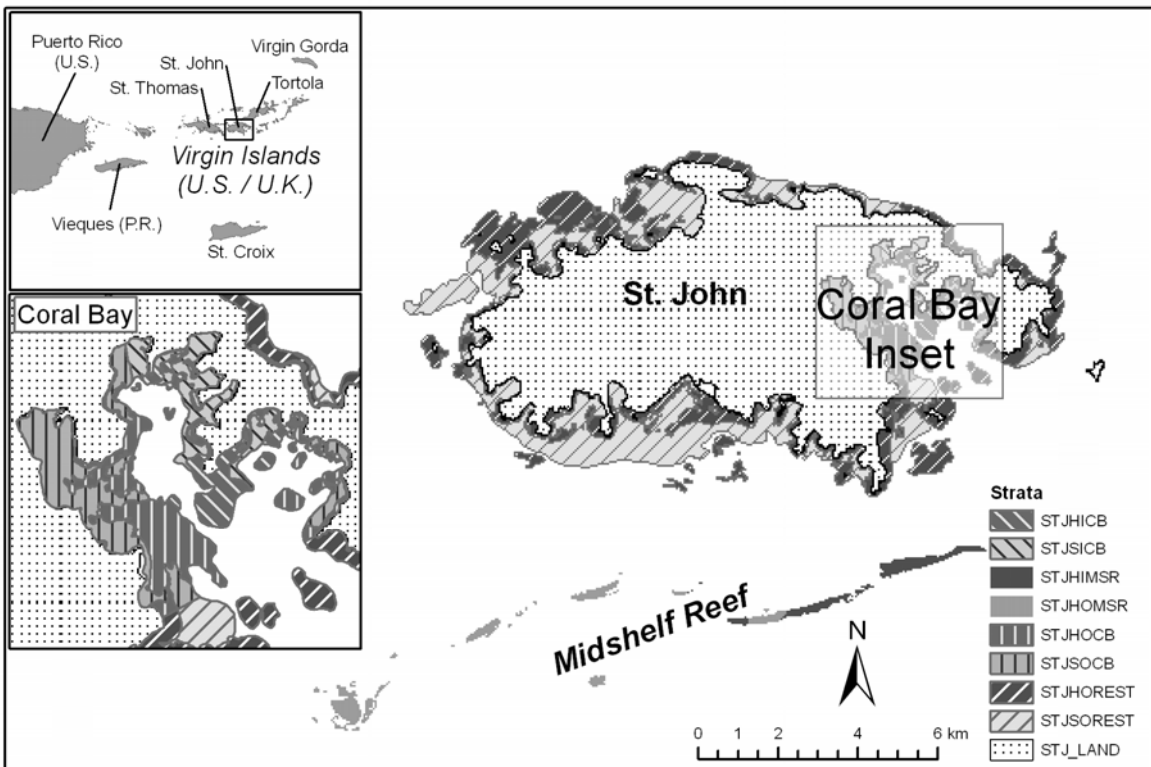 Puerto Rico
(U.S.)
St. John
St. Thomas
Virgin Gorda
Tortola
Virgin Islands
(U.S. / U.K.)
Vieques (P.R.)
St. Croix
Coral Bay
St. John
Coral Bay
Inset
Midshelf Reef
N
0 1 2 4 6 km
Strata
STJHICB
STJSICB
STJHIMSR
STJHOMSR
STJHOCB
STJSOCB
STJHOREST
STJSOREST
STJ_LAND